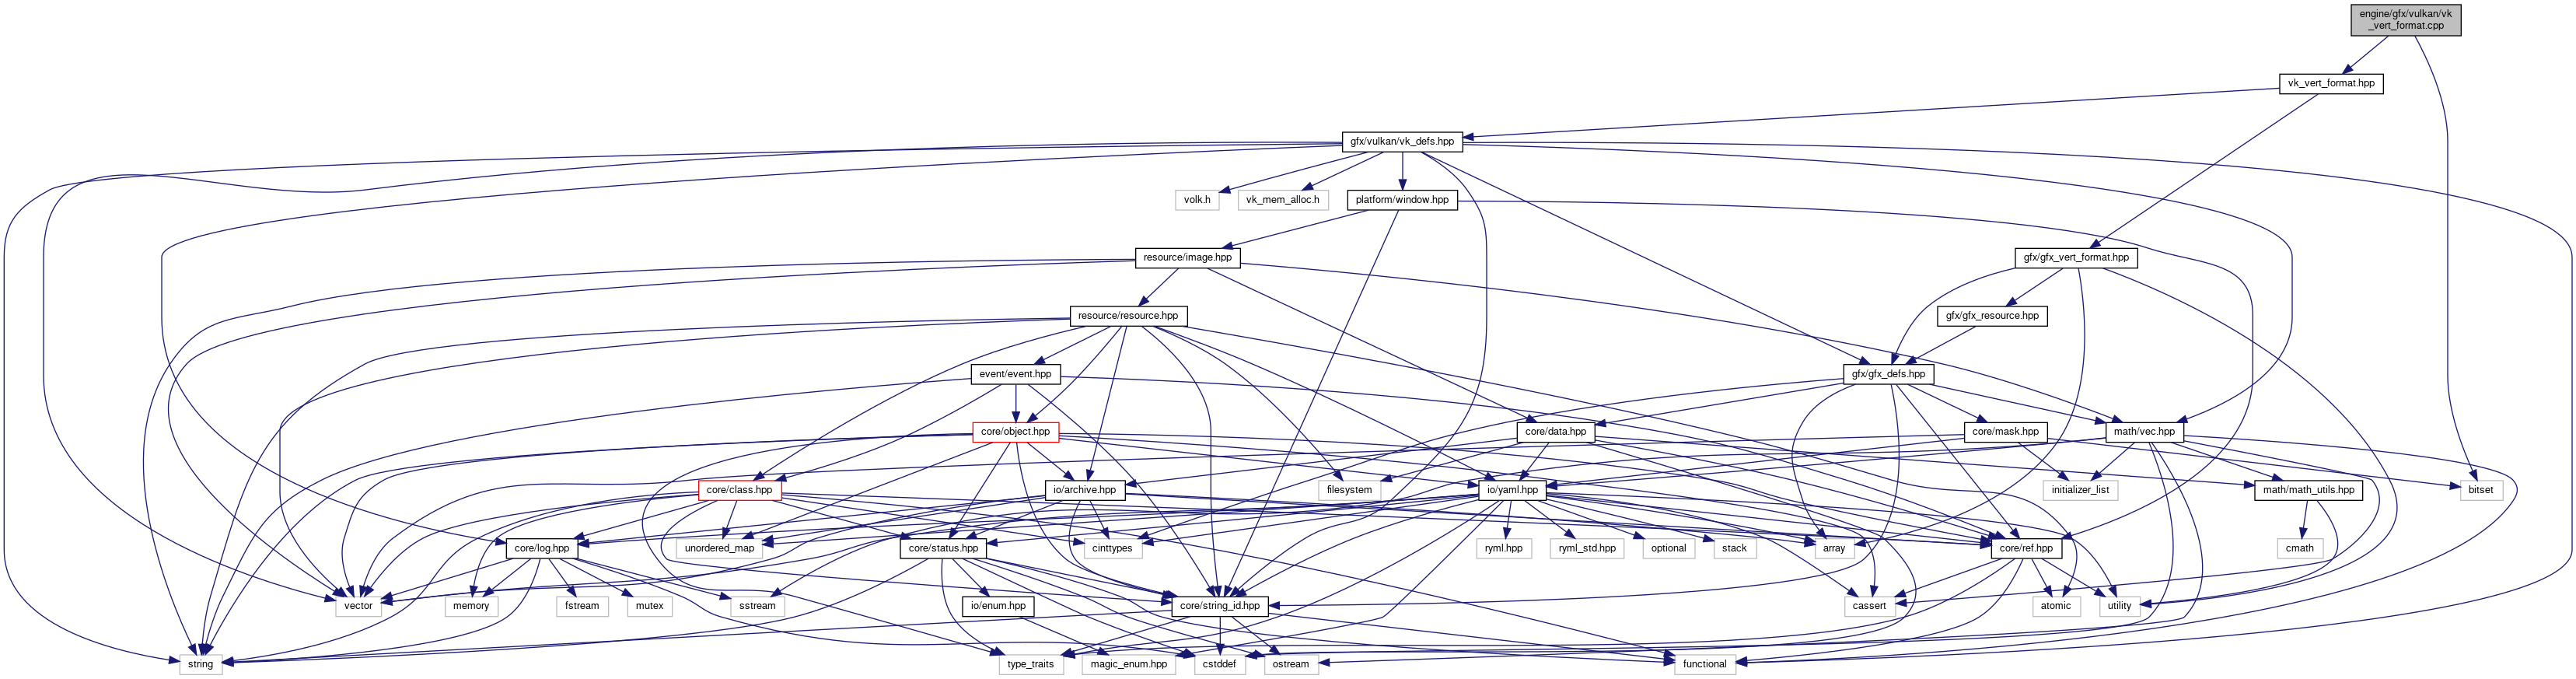 engine/gfx/vulkan/vk
_vert_format.cpp
vk_vert_format.hpp
gfx/vulkan/vk_defs.hpp
volk.h
vk_mem_alloc.h
platform/window.hpp
resource/image.hpp
gfx/gfx_vert_format.hpp
resource/resource.hpp
gfx/gfx_resource.hpp
event/event.hpp
gfx/gfx_defs.hpp
core/object.hpp
core/data.hpp
core/mask.hpp
math/vec.hpp
core/class.hpp
io/archive.hpp
filesystem
io/yaml.hpp
initializer_list
math/math_utils.hpp
bitset
core/log.hpp
unordered_map
core/status.hpp
cinttypes
ryml.hpp
ryml_std.hpp
optional
stack
array
core/ref.hpp
cmath
vector
memory
fstream
mutex
sstream
io/enum.hpp
core/string_id.hpp
cassert
atomic
utility
string
type_traits
magic_enum.hpp
cstddef
ostream
functional